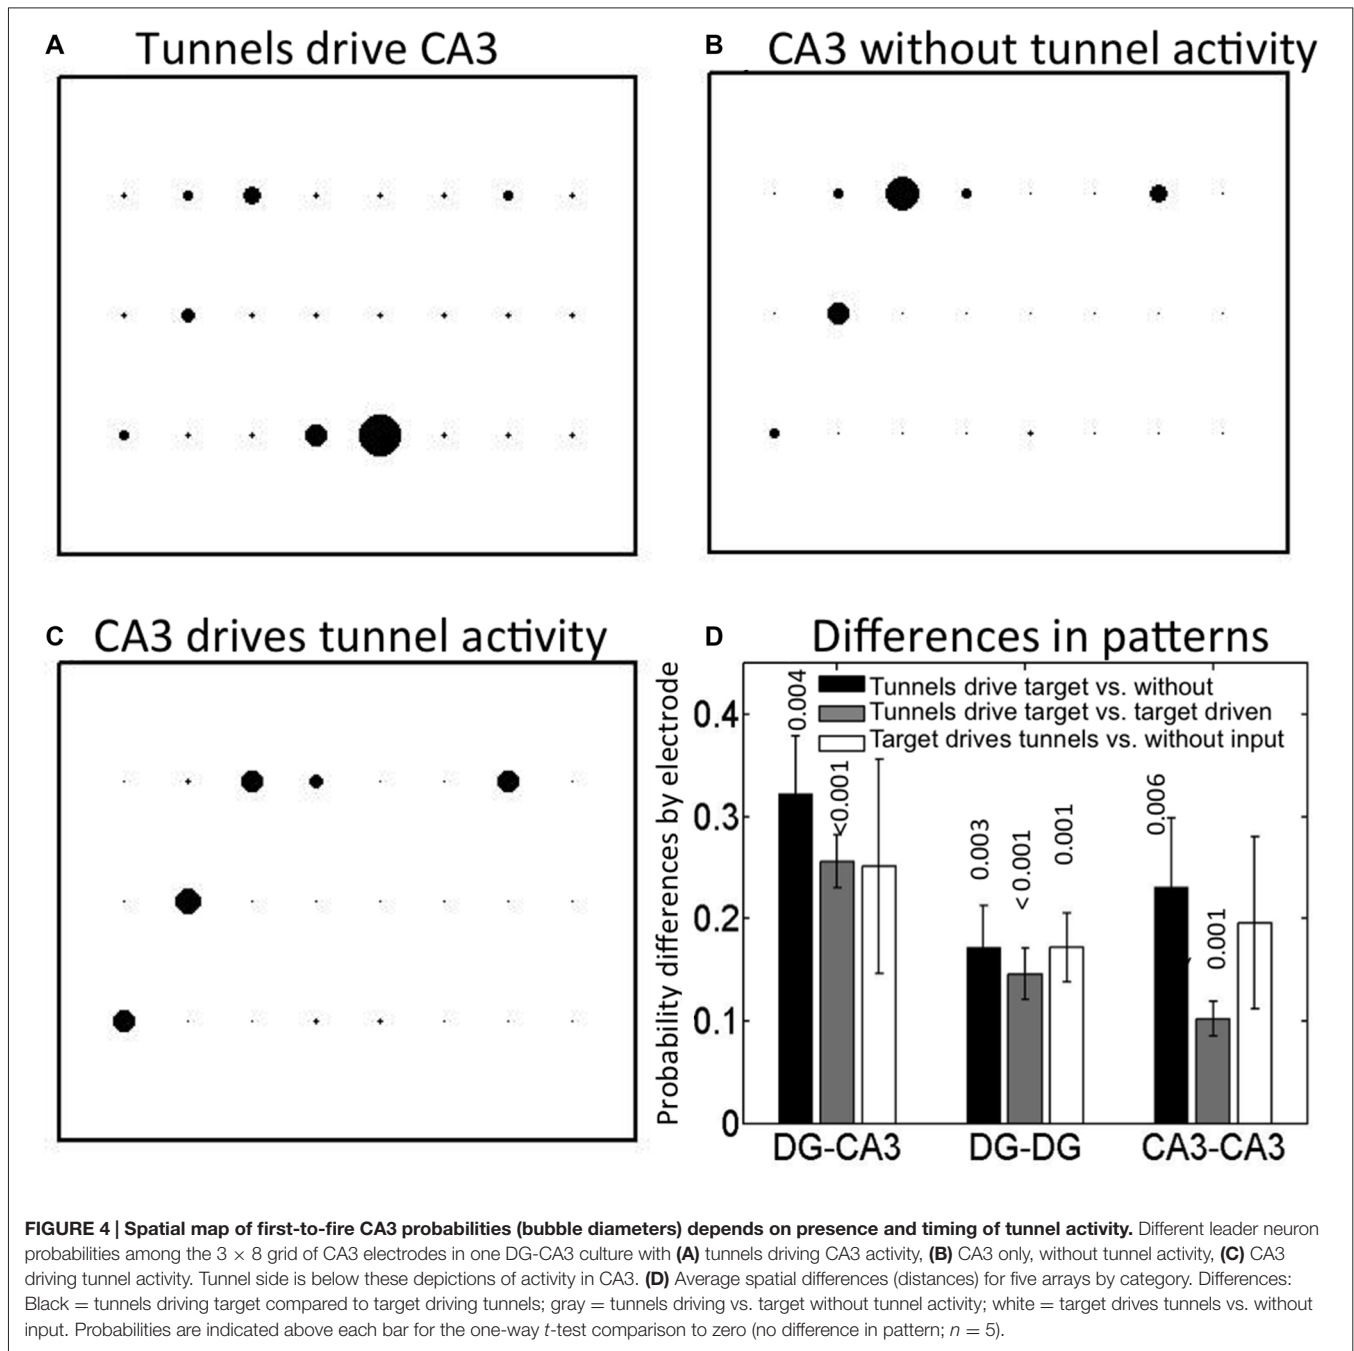 A Tunnels drive CA3
B CA3 without tunnel activity
C CA3 drives tunnel activity
D Differences in patterns
Probability differences by electrode
0.4
0.3
0.2
0.1
0
Tunnels drive target vs. without
Tunnels drive target vs. target driven
Target drives tunnels vs. without input
0.004
<0.001
0.003
< 0.001
0.001
0.006
0.001
DG-CA3 DG-DG CA3-CA3
FIGURE 4 | Spatial map of first-to-fire CA3 probabilities (bubble diameters) depends on presence and timing of tunnel activity. Different leader neuron
probabilities among the 3 × 8 grid of CA3 electrodes in one DG-CA3 culture with (A) tunnels driving CA3 activity, (B) CA3 only, without tunnel activity, (C) CA3
driving tunnel activity. Tunnel side is below these depictions of activity in CA3. (D) Average spatial differences (distances) for five arrays by category. Differences:
Black = tunnels driving target compared to target driving tunnels; gray = tunnels driving vs. target without tunnel activity; white = target drives tunnels vs. without
input. Probabilities are indicated above each bar for the one-way t-test comparison to zero (no difference in pattern; n = 5).